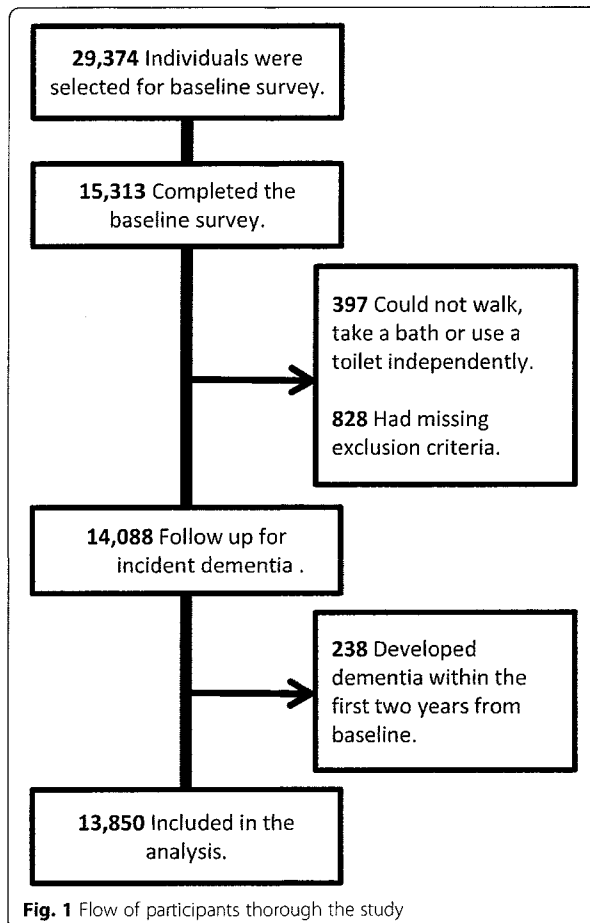 29,374 Individuals were
selected for baseline survey.
15,313 Completed the
baseline survey.
397 Could not walk,
take a bath or use a
toilet independently.
828 Had missing
exclusion criteria.
14,088 Follow up for
incident dementia .
238 Developed
dementia within the
first two years from
baseline.
13,850 Included in the
analysis.
Fig. 1 Flow of participants thorough the study